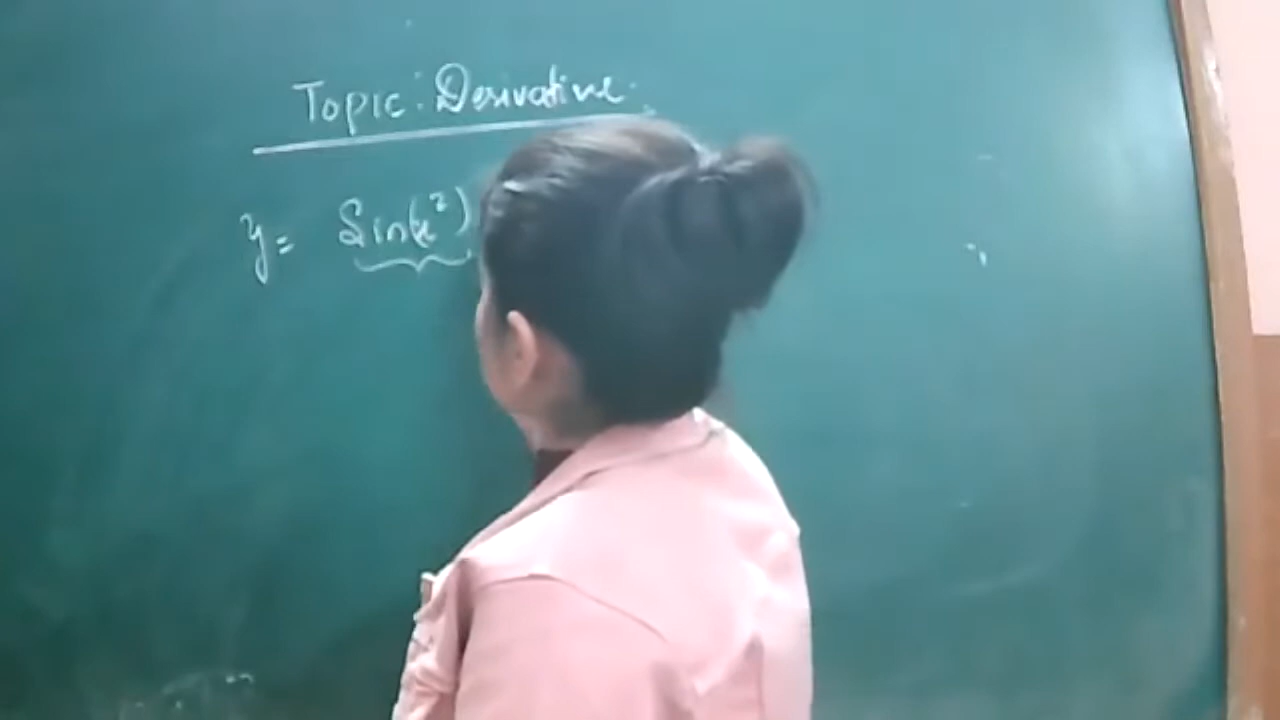 Topic: Derivative.
y = Sin(x²)